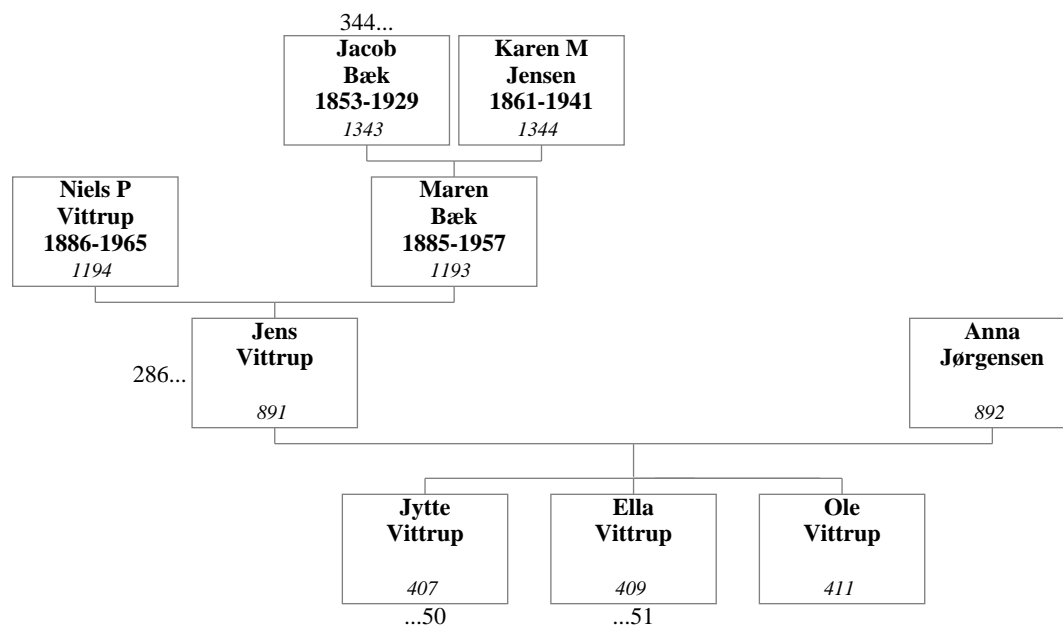 344...
Jacob
Bæk
1853-1929
1343
Karen M
Jensen
1861-1941
1344
Niels P
Vittrup
1886-1965
1194
Maren
Bæk
1885-1957
1193
286...
Jens
Vittrup
891
Anna
Jørgensen
892
Jytte
Vittrup
407
...50
Ella
Vittrup
409
...51
Ole
Vittrup
411